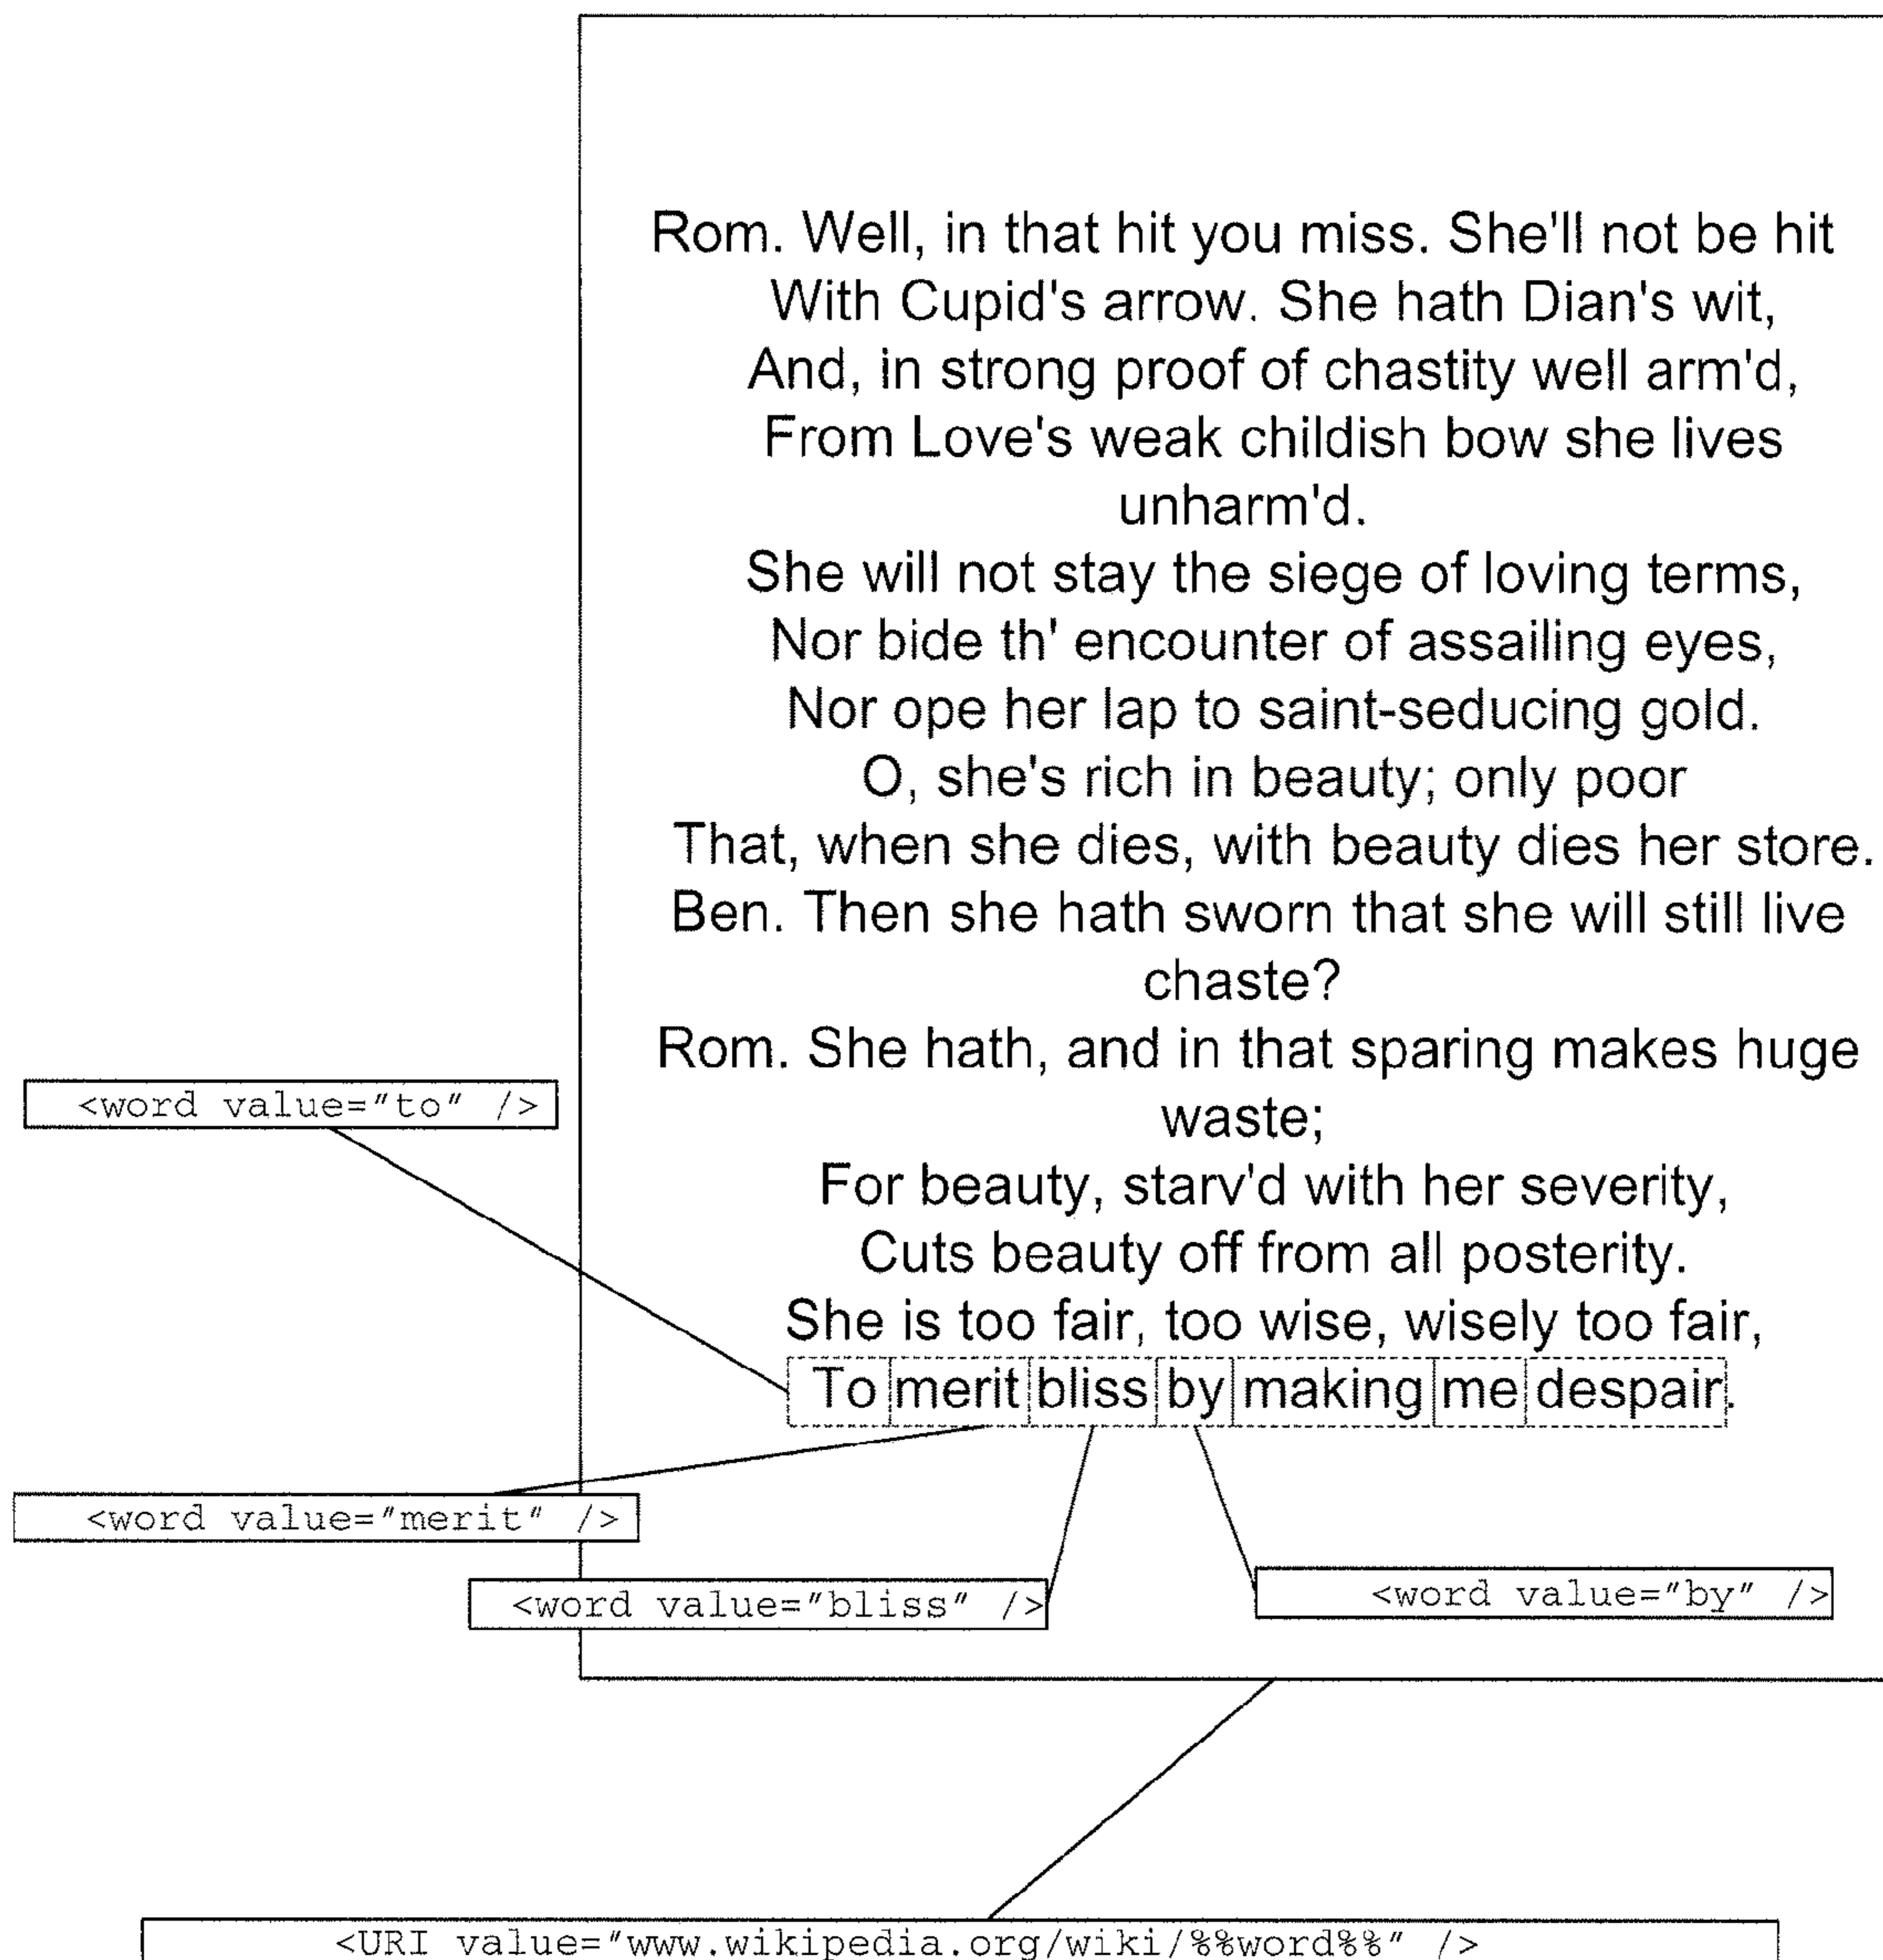 Rom. Well, in that hit you miss. She'll not be hit
With Cupid's arrow. She hath Dian's wit,
And, in strong proof of chastity well arm'd,
From Love's weak childish bow she lives
unharm'd.
She will not stay the siege of loving terms,
Nor bide th' encounter of assailing eyes,
Nor ope her lap to saint-seducing gold.
O, she's rich in beauty; only poor
That, when she dies, with beauty dies her store.
Ben. Then she hath sworn that she will still live
chaste?
Rom. She hath, and in that sparing makes huge
waste;
For beauty, starv'd with her severity,
Cuts beauty off from all posterity.
She is too fair, too wise, wisely too fair,
To merit bliss by making me despair.
<word value="to" />
<word value="merit" />
<word value="bliss" />
<word value="by" />
<URI value="www.wikipedia.org/wiki/%%word%%" />